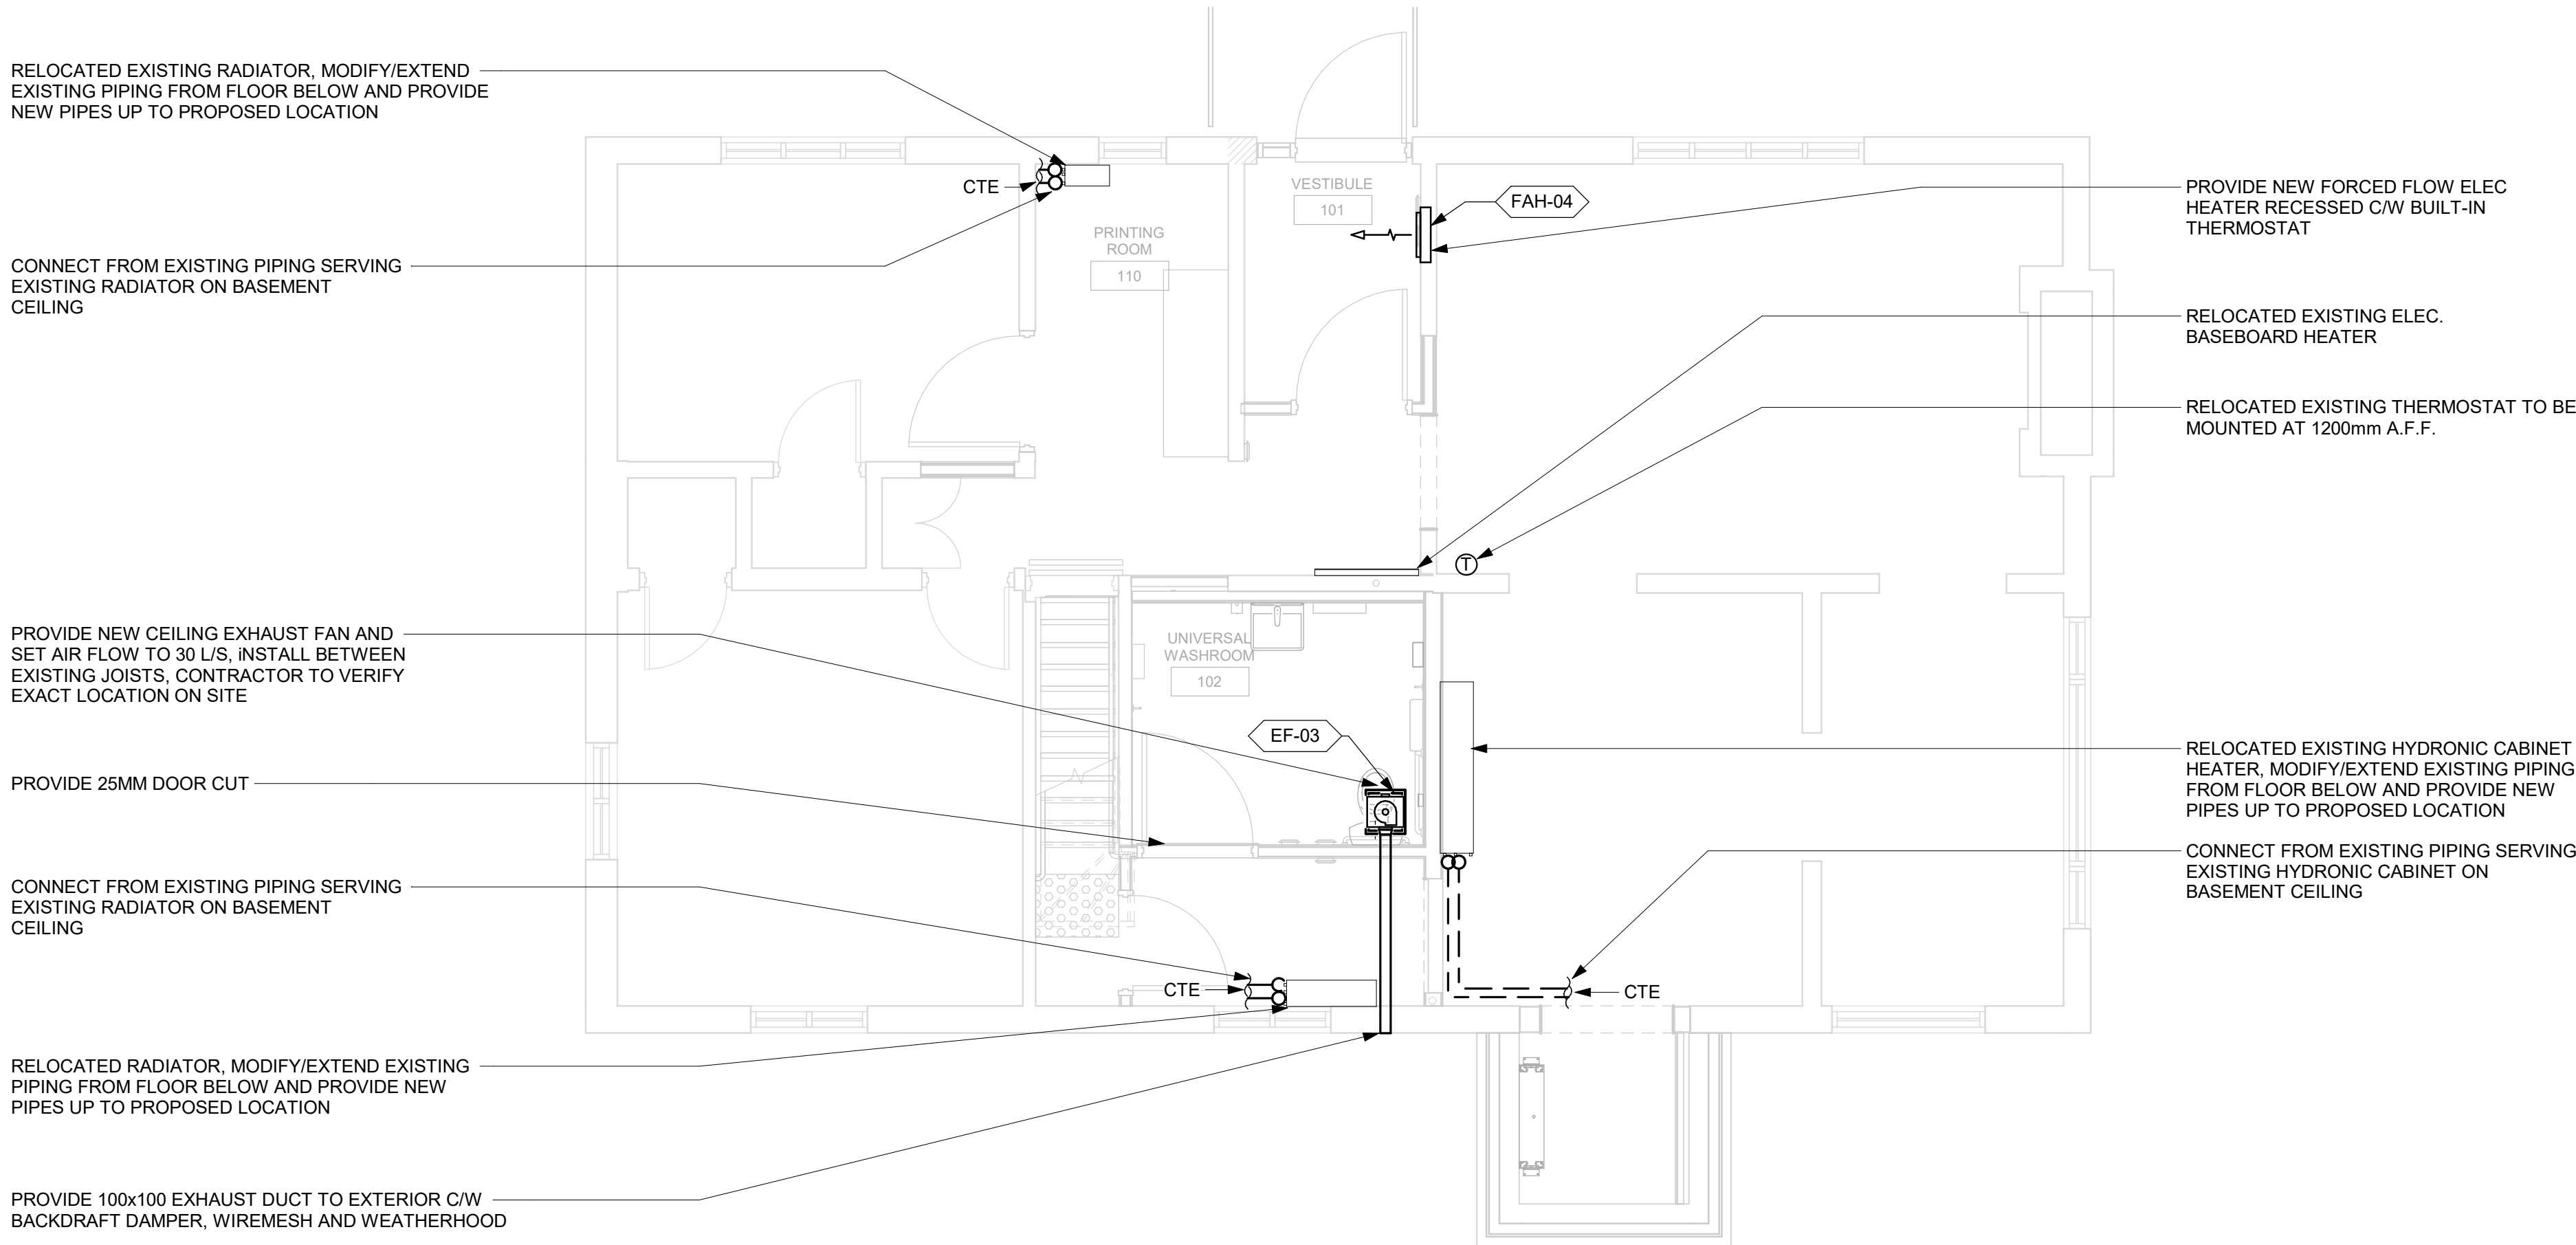 RELOCATED EXISTING RADIATOR, MODIFY/EXTEND
EXISTING PIPING FROM FLOOR BELOW AND PROVIDE
NEW PIPES UP TO PROPOSED LOCATION
CONNECT FROM EXISTING PIPING SERVING
EXISTING RADIATOR ON BASEMENT
CEILING
PROVIDE NEW CEILING EXHAUST FAN AND
SET AIR FLOW TO 30 L/S, iNSTALL BETWEEN
EXISTING JOISTS, CONTRACTOR TO VERIFY
EXACT LOCATION ON SITE
PROVIDE 25MM DOOR CUT
CONNECT FROM EXISTING PIPING SERVING
EXISTING RADIATOR ON BASEMENT
CEILING
RELOCATED RADIATOR, MODIFY/EXTEND EXISTING
PIPING FROM FLOOR BELOW AND PROVIDE NEW
PIPES UP TO PROPOSED LOCATION
PROVIDE 100x100 EXHAUST DUCT TO EXTERIOR C/W
BACKDRAFT DAMPER, WIREMESH AND WEATHERHOOD
CTE
PRINTING
ROOM
110
VESTIBULE
101
FAH-04
T
UNIVERSAL
WASHROOM
102
EF-03
CTE
CTE
PROVIDE NEW FORCED FLOW ELEC
HEATER RECESSED C/W BUILT-IN
THERMOSTAT
RELOCATED EXISTING ELEC.
BASEBOARD HEATER
RELOCATED EXISTING THERMOSTAT TO BE
MOUNTED AT 1200mm A.F.F.
RELOCATED EXISTING HYDRONIC CABINET
HEATER, MODIFY/EXTEND EXISTING PIPING
FROM FLOOR BELOW AND PROVIDE NEW
PIPES UP TO PROPOSED LOCATION
CONNECT FROM EXISTING PIPING SERVING
EXISTING HYDRONIC CABINET ON
BASEMENT CEILING